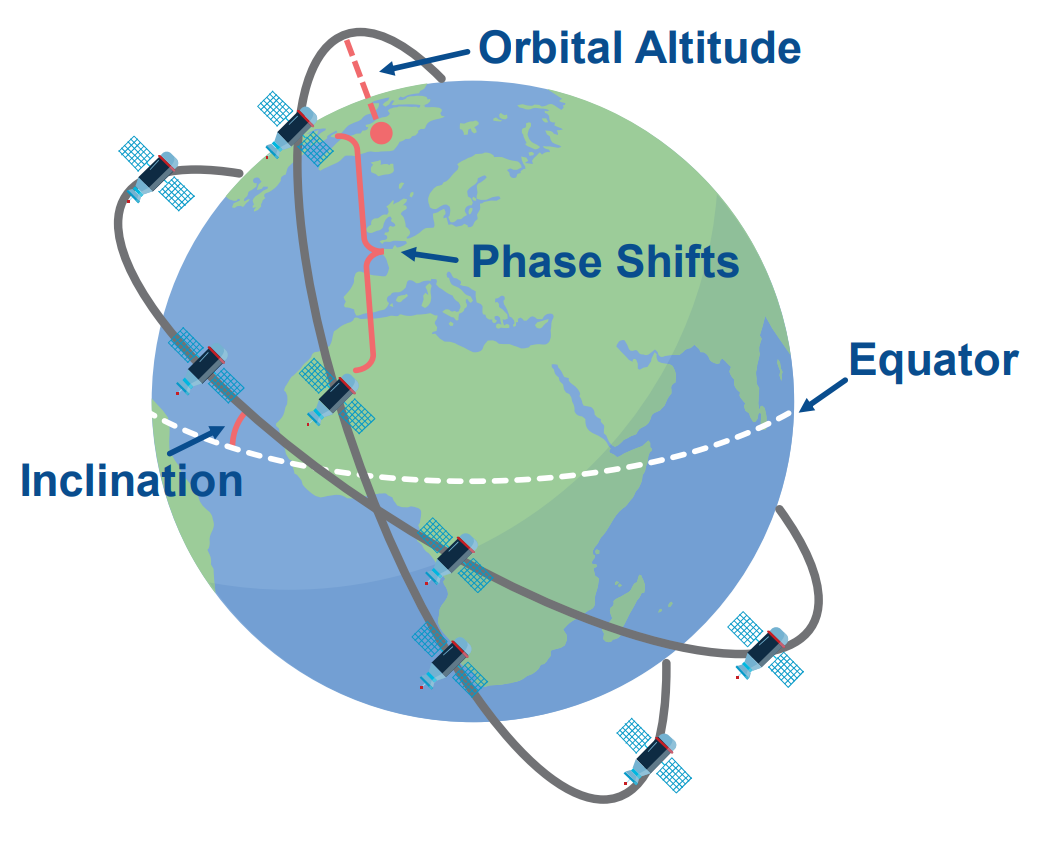 Orbital Altitude
Phase Shifts
Equator
Inclination